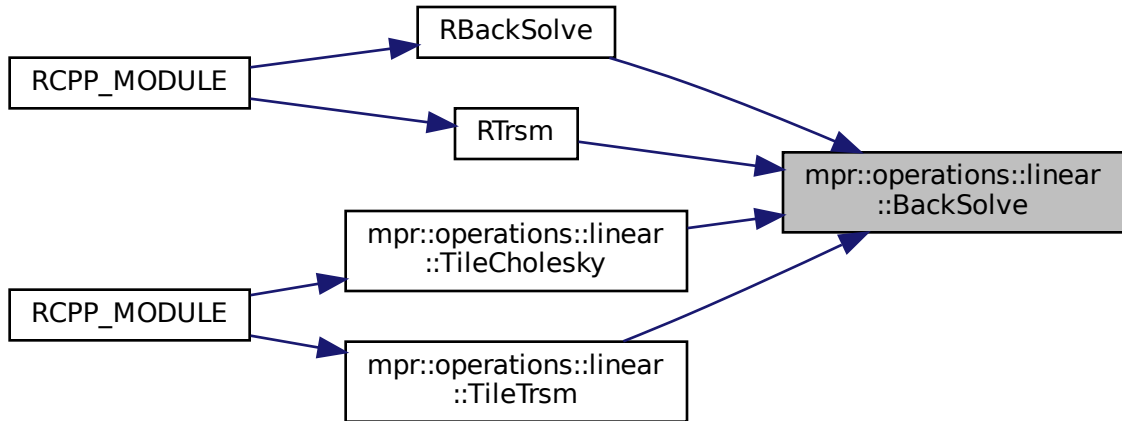 RBackSolve
RCPP_MODULE
RTrsm
mpr::operations::linear
::BackSolve
mpr::operations::linear
::TileCholesky
RCPP_MODULE
mpr::operations::linear
::TileTrsm